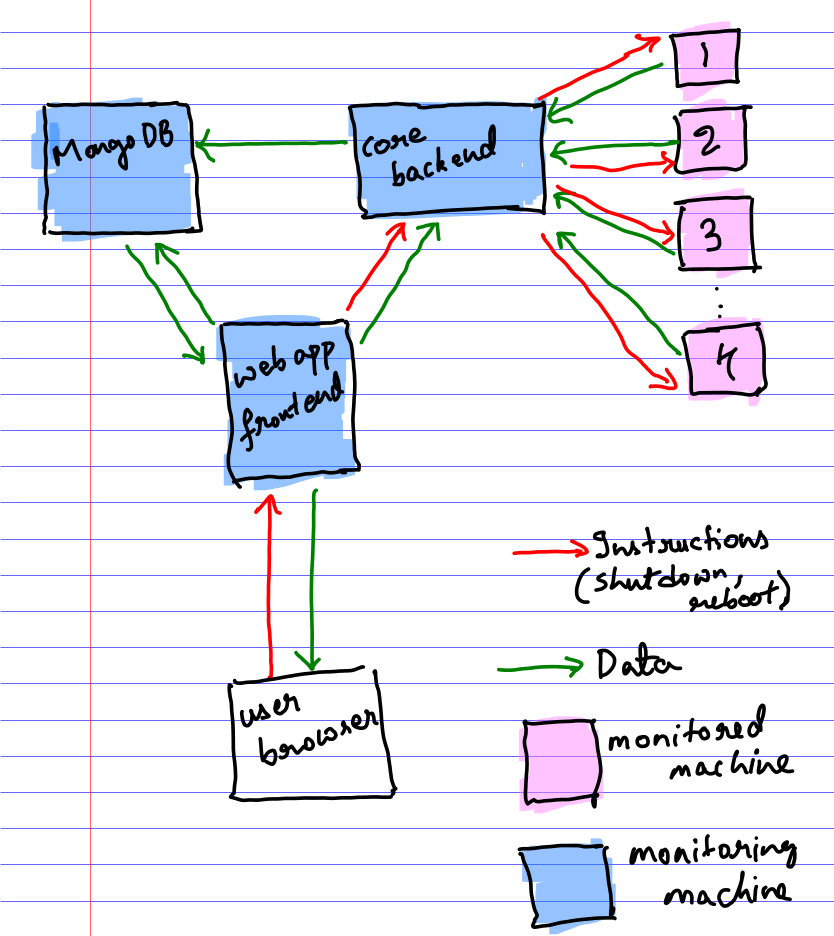 MongoDB
core
backend
1
2
3
4
web app
frontend
user
browser
Instructions
(shutdown,
reboot)
Data
monitored
machine
monitoring
machine